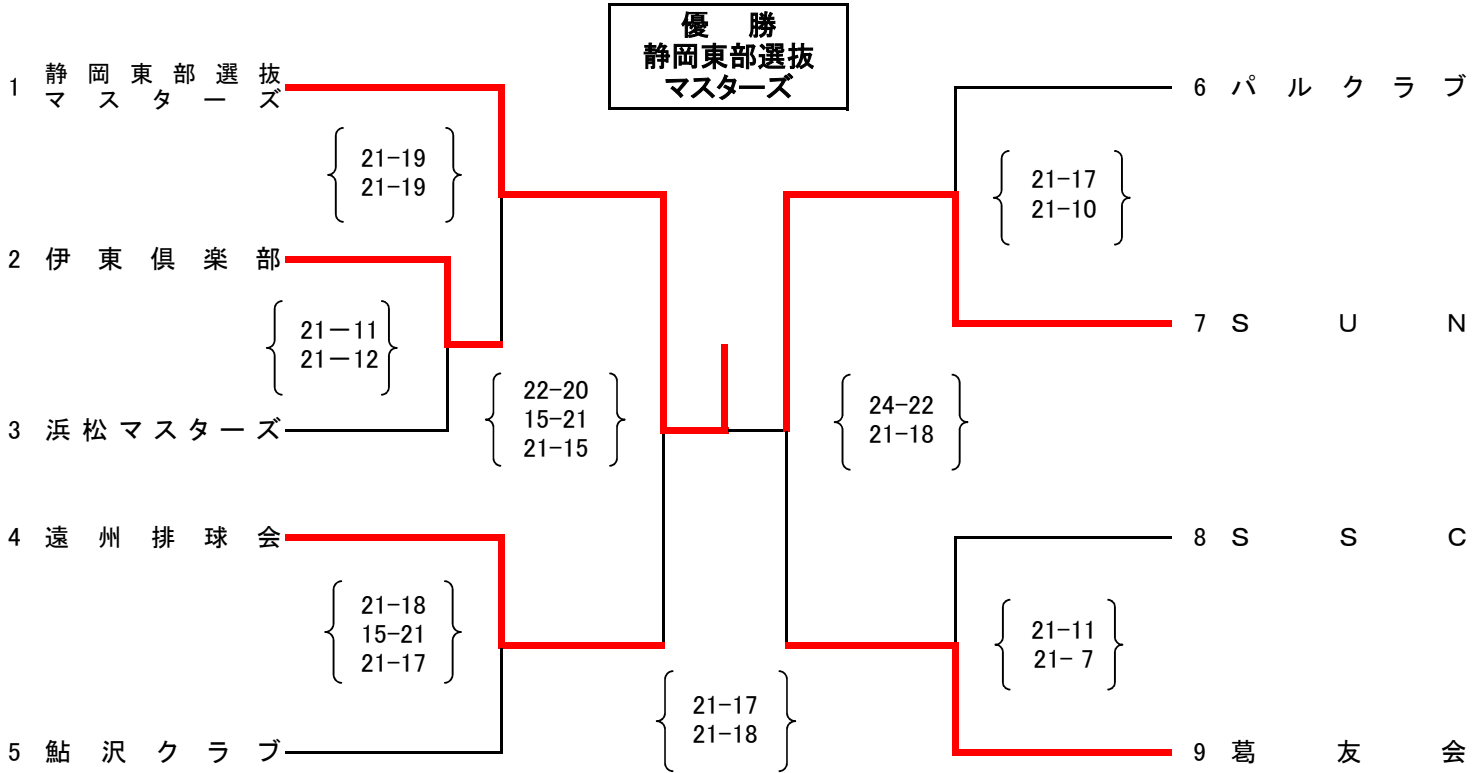 優 勝
静岡東部選抜
マスターズ
1 静岡東部選抜
マスターズ
21-19
21-19
2 伊東倶楽部
21-11
21-12
3 浜松マスターズ
22-20
15-21
21-15
4 遠州排球会
21-18
15-21
21-17
5 鮎沢クラブ
21-17
21-18
6 パルクラブ
21-17
21-10
7 SUN
24-22
21-18
8 SSC
21-11
21- 7
9 葛友会